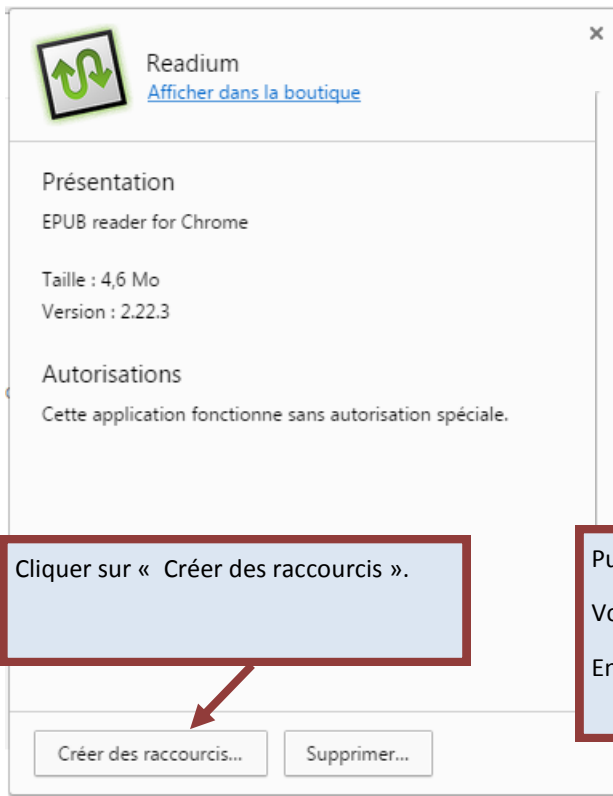 Readium
Afficher dans la boutique
Présentation
EPUB reader for Chrome
Taille : 4,6 Mo
Version : 2.22.3
Autorisations
Cette application fonctionne sans autorisation spéciale.
Cliquer sur « Créer des raccourcis ».
Créer des raccourcis...
Supprimer...